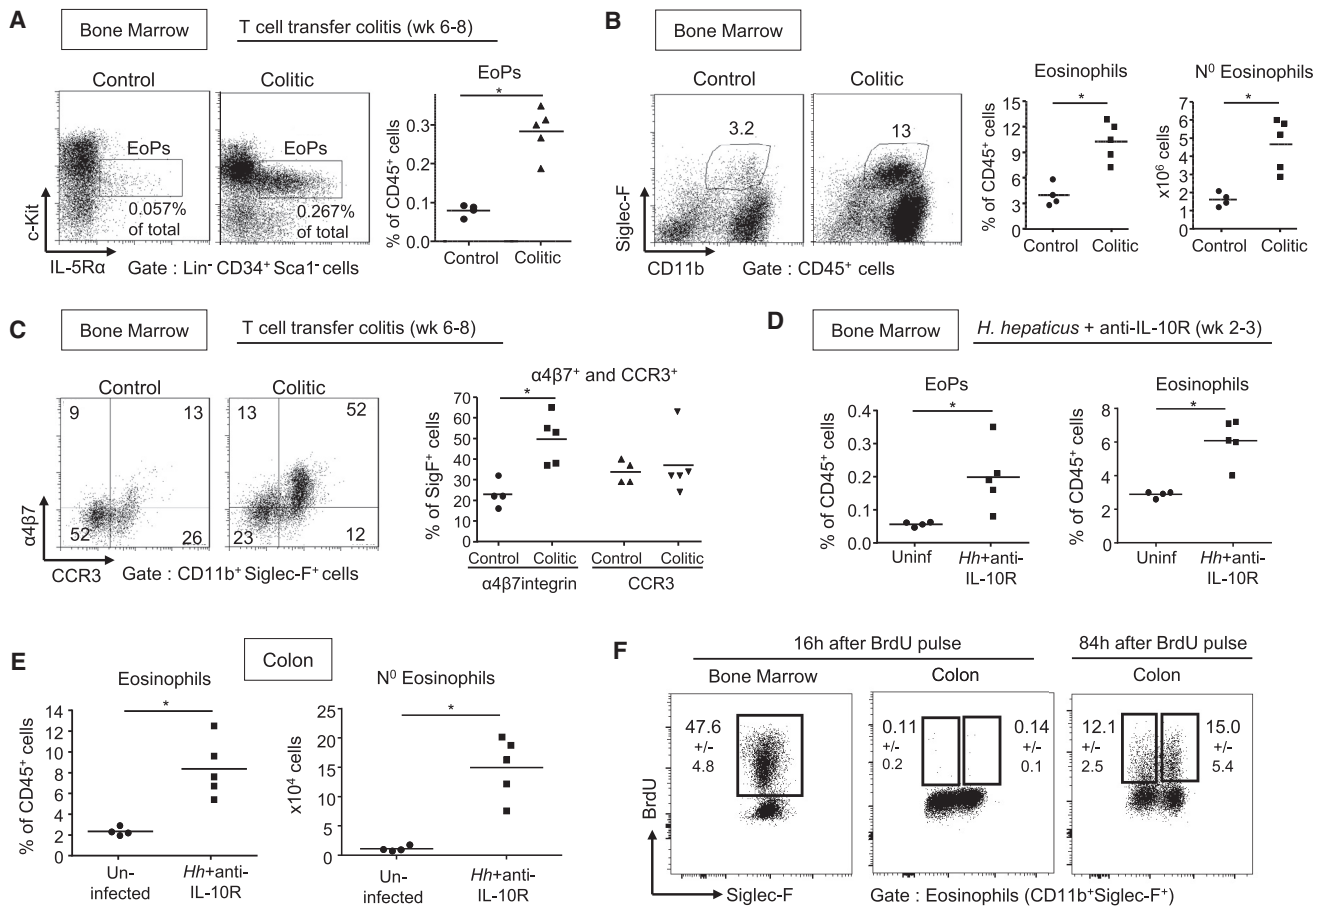 A
Bone Marrow
T cell transfer colitis (wk 6-8)
Control
Colitic
EoPs
EoPs
0.057% of total
0.267% of total
c-Kit
IL-5Rα
Gate : Lin⁻ CD34⁺ Sca1⁻ cells
EoPs
*
% of CD45⁺ cells
0.3
0.2
0.1
0.0
Control
Colitic
B
Bone Marrow
Control
Colitic
3.2
13
Siglec-F
CD11b
Gate : CD45⁺ cells
Eosinophils
*
% of CD45⁺ cells
15
12
9
6
3
0
Control
Colitic
N⁰ Eosinophils
*
x10⁶ cells
7
6
5
4
3
2
1
0
Control
Colitic
C
Bone Marrow
T cell transfer colitis (wk 6-8)
Control
Colitic
9
13
52
26
13
52
23
12
α4β7
CCR3
Gate : CD11b⁺ Siglec-F⁺ cells
α4β7⁺ and CCR3⁺
*
% of SigF⁺ cells
70
60
50
40
30
20
10
0
Control
Colitic
Control
Colitic
α4β7integrin
CCR3
D
Bone Marrow
H. hepaticus + anti-IL-10R (wk 2-3)
EoPs
*
% of CD45⁺ cells
0.4
0.3
0.2
0.1
0.0
Uninf
Hh+anti-
IL-10R
Eosinophils
*
% of CD45⁺ cells
8
6
4
2
0
Uninf
Hh+anti-
IL-10R
E
Colon
Eosinophils
*
% of CD45⁺ cells
14
12
10
8
6
4
2
0
Un-
infected
Hh+anti-
IL-10R
N⁰ Eosinophils
*
x10⁴ cells
25
20
15
10
5
0
Un-
infected
Hh+anti-
IL-10R
F
16h after BrdU pulse
84h after BrdU pulse
Bone Marrow
Colon
Colon
47.6
+/-
4.8
0.11
+/-
0.2
0.14
+/-
0.1
12.1
+/-
2.5
15.0
+/-
5.4
BrdU
Siglec-F
Gate : Eosinophils (CD11b⁺Siglec-F⁺)